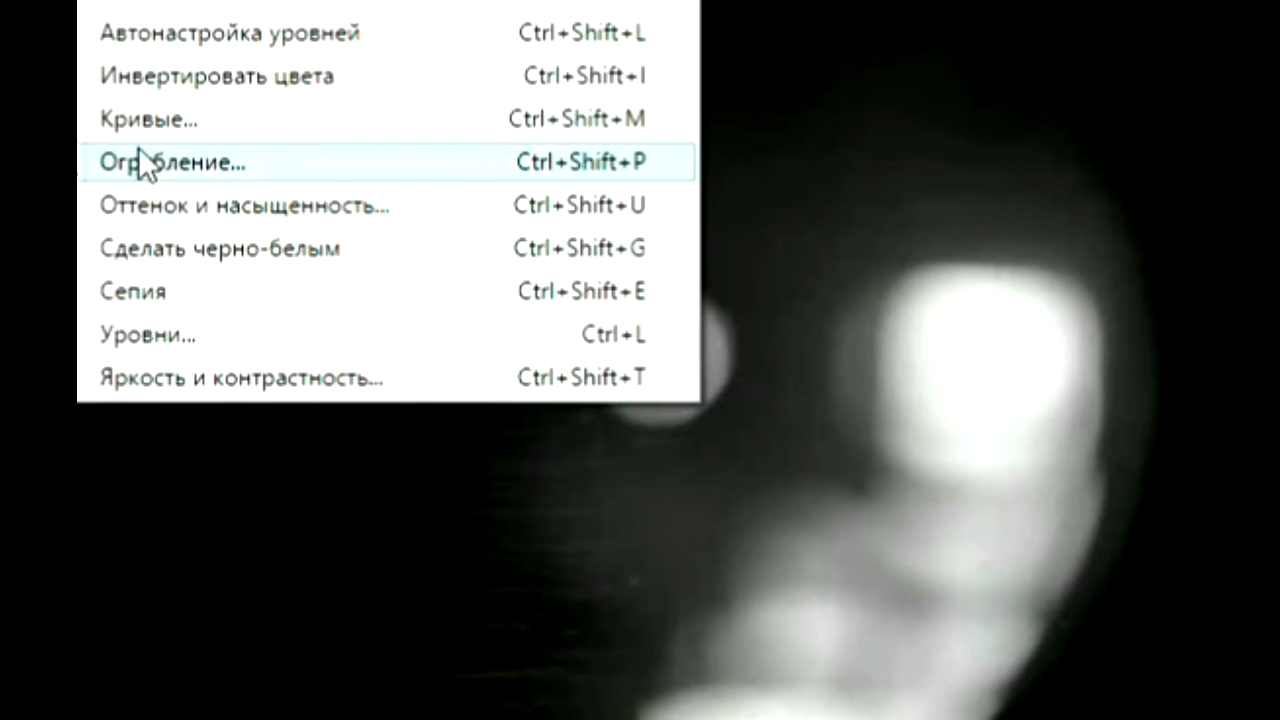 Автонастройка уровней Ctrl+Shift+L
Инвертировать цвета Ctrl+Shift+I
Кривые... Ctrl+Shift+M
Огрубление... Ctrl+Shift+P
Оттенок и насыщенность... Ctrl+Shift+U
Сделать черно-белым Ctrl+Shift+G
Сепия Ctrl+Shift+E
Уровни... Ctrl+L
Яркость и контрастность... Ctrl+Shift+T